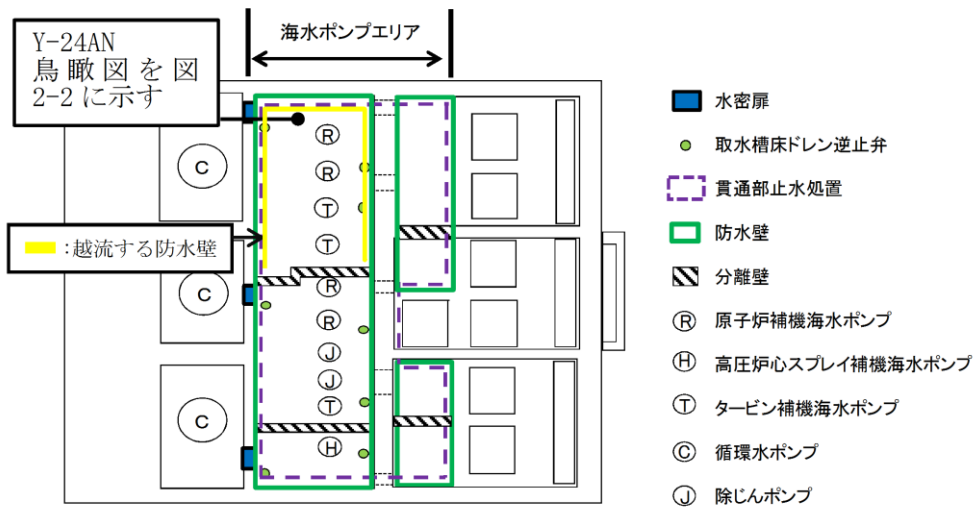 海水ポンプエリア
Y-24AN
鳥瞰図を図
2-2に示す
C
R
R
T
T
:越流する防水壁
C
R
R
J
J
T
C
H
水密扉
取水槽床ドレン逆止弁
貫通部止水処置
防水壁
分離壁
R 原子炉補機海水ポンプ
H 高圧炉心スプレイ補機海水ポンプ
T タービン補機海水ポンプ
C 循環水ポンプ
J 除じんポンプ